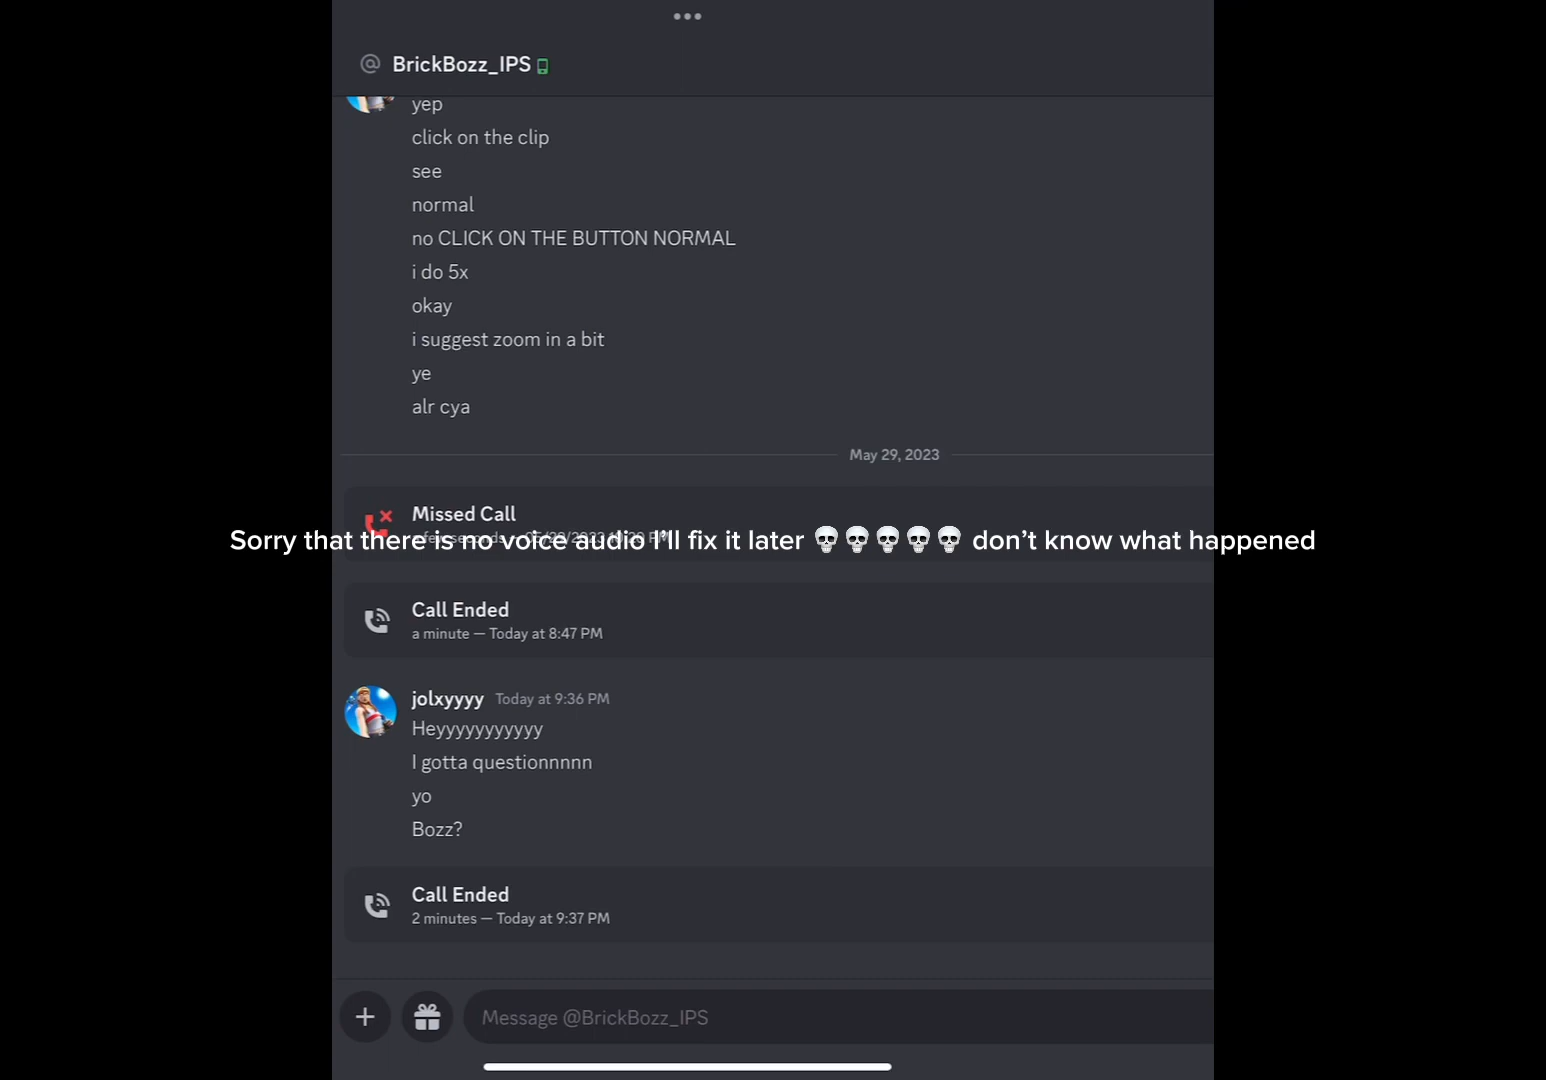 @ BrickBozz_IPS
yep
click on the clip
see
normal
no CLICK ON THE BUTTON NORMAL
i do 5x
okay
i suggest zoom in a bit
ye
alr cya
May 29, 2023
Missed Call
Sorry that there is no voice audio I’ll fix it later 💀💀💀💀💀 don’t know what happened
Call Ended
a minute — Today at 8:47 PM
jolxyyyy Today at 9:36 PM
Heyyyyyyyyyyy
I gotta questionnnnn
yo
Bozz?
Call Ended
2 minutes — Today at 9:37 PM
Message @BrickBozz_IPS